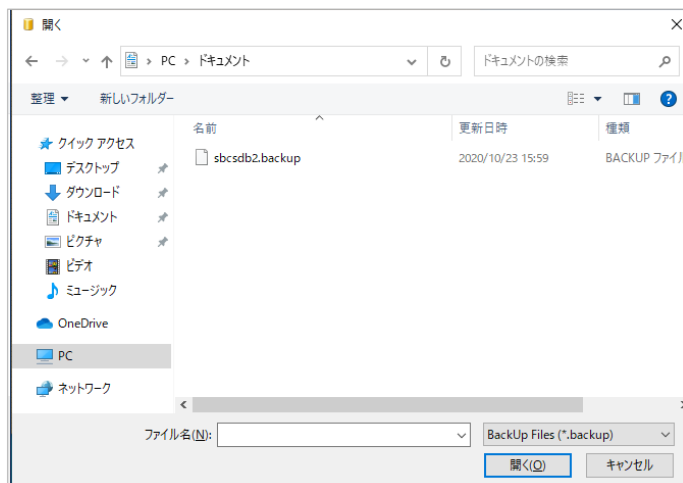 開く
PC › ドキュメント
ドキュメントの検索
整理
新しいフォルダー
名前
更新日時
種類
sbcsdb2.backup
2020/10/23 15:59
BACKUP ファイル
クイック アクセス
デスクトップ
ダウンロード
ドキュメント
ピクチャ
ビデオ
ミュージック
OneDrive
PC
ネットワーク
ファイル名(N):
BackUp Files (*.backup)
開く(O)
キャンセル